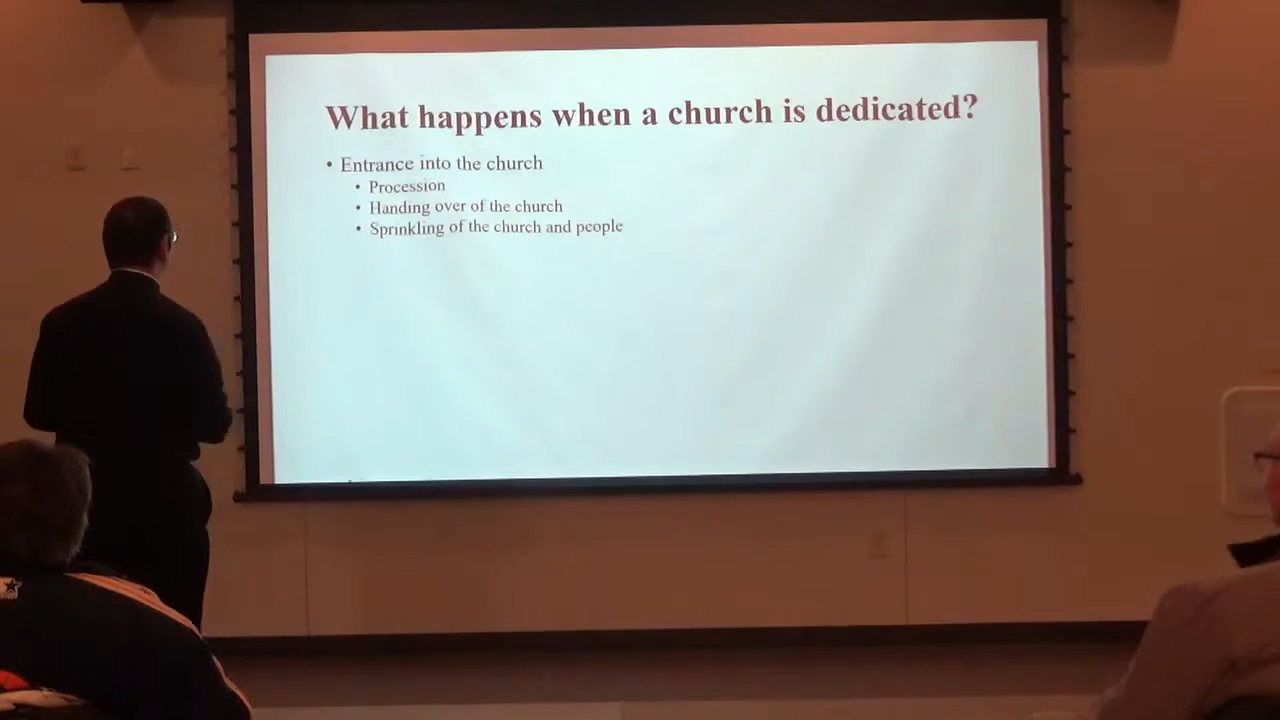 What happens when a church is dedicated?
• Entrance into the church
• Procession
• Handing over of the church
• Sprinkling of the church and people